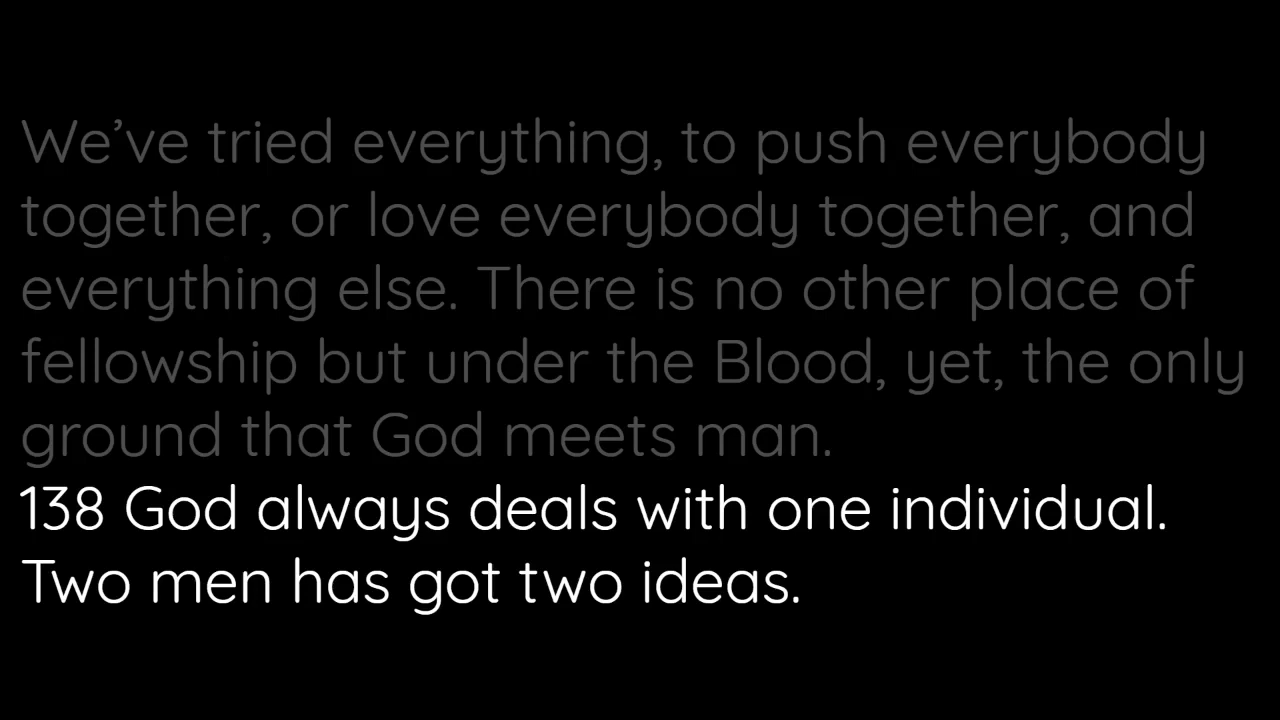 We’ve tried everything, to push everybody
together, or love everybody together, and
everything else. There is no other place of
fellowship but under the Blood, yet, the only
ground that God meets man.
138 God always deals with one individual.
Two men has got two ideas.